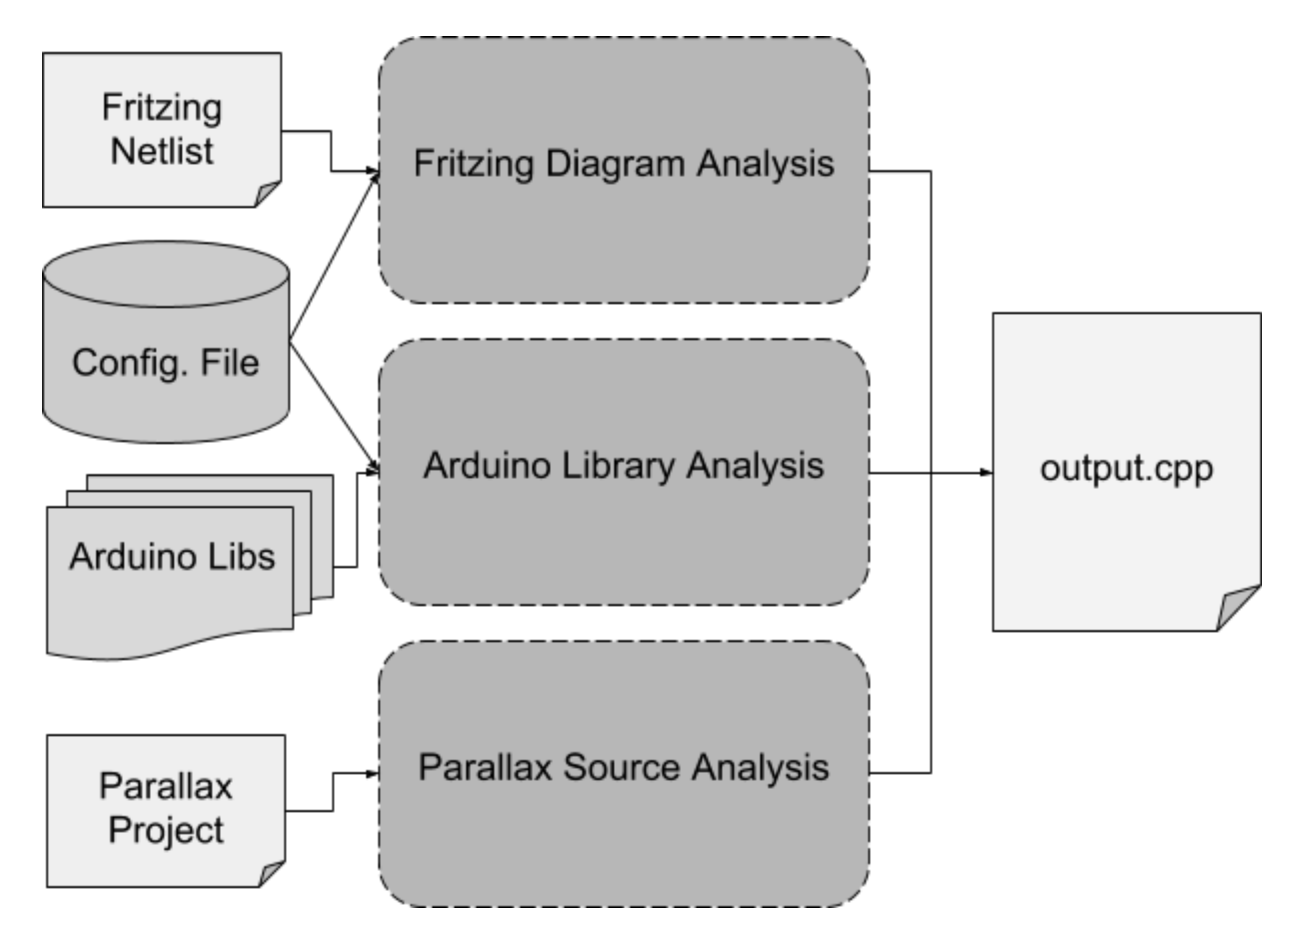 Fritzing
Netlist
Fritzing Diagram Analysis
Config. File
Arduino Library Analysis
output.cpp
Arduino Libs
Parallax Source Analysis
Parallax
Project